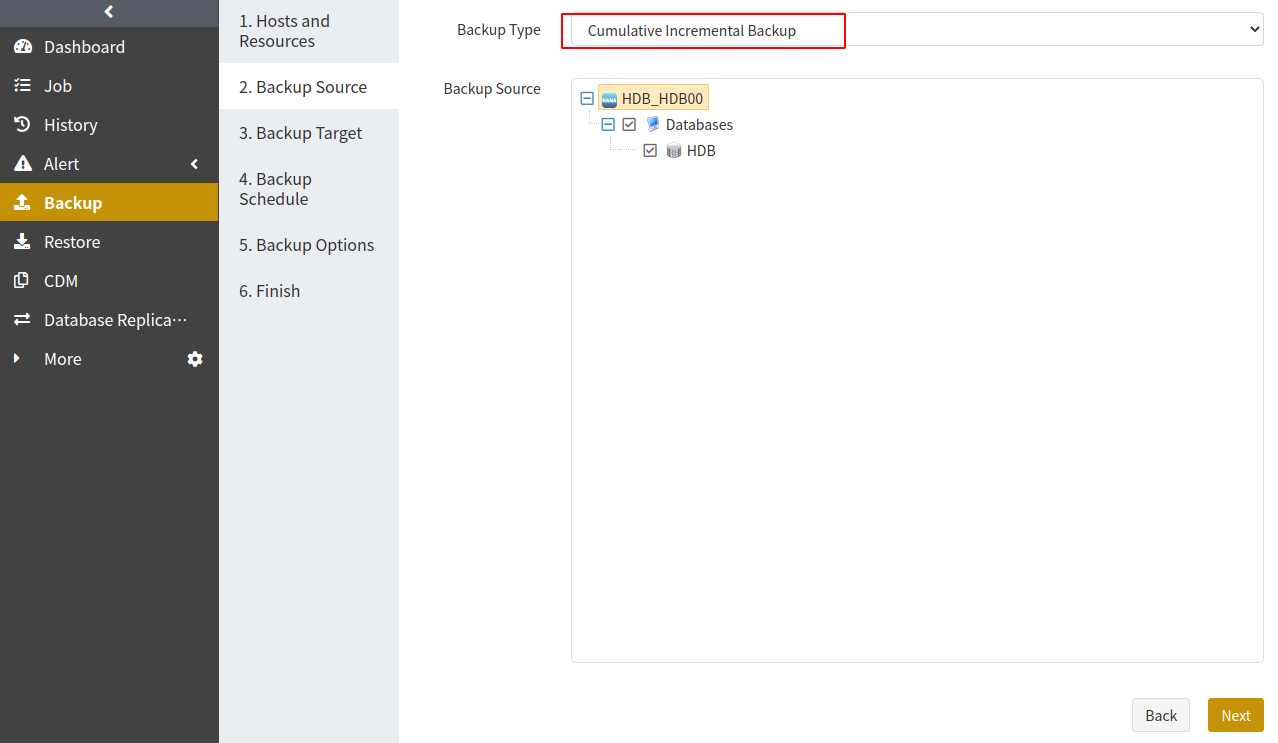 Dashboard
Job
History
Alert
Backup
Restore
CDM
Database Replica···
More
1. Hosts and
Resources
2. Backup Source
3. Backup Target
4. Backup
Schedule
5. Backup Options
6. Finish
Backup Type
Cumulative Incremental Backup
Backup Source
HANA
HDB_HDB00
Databases
HDB
Back
Next